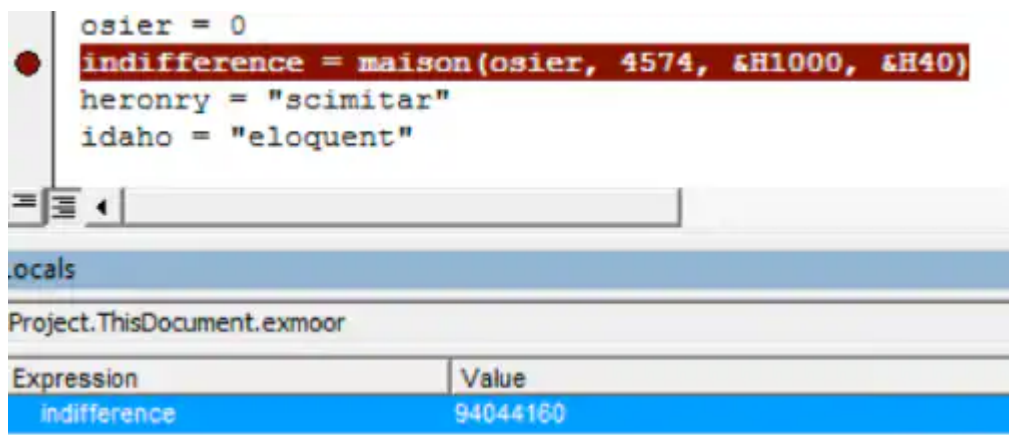 osier = 0
indifference = maison(osier, 4574, &H1000, &H40)
heronry = "scimitar"
idaho = "eloquent"
ocals
Project.ThisDocument.exmoor
Expression Value
indifference 94044160